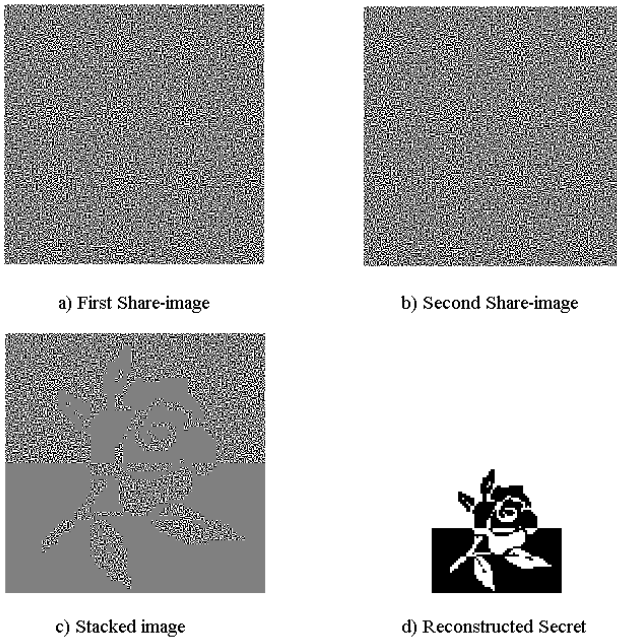 a) First Share-image
b) Second Share-image
c) Stacked image
d) Reconstructed Secret